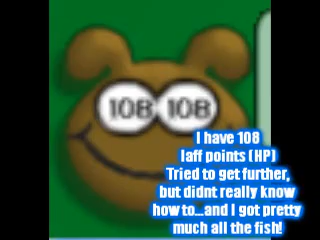 108 108
I have 108
laff points (HP)
Tried to get further,
but didnt really know
how to...and I got pretty
much all the fish!